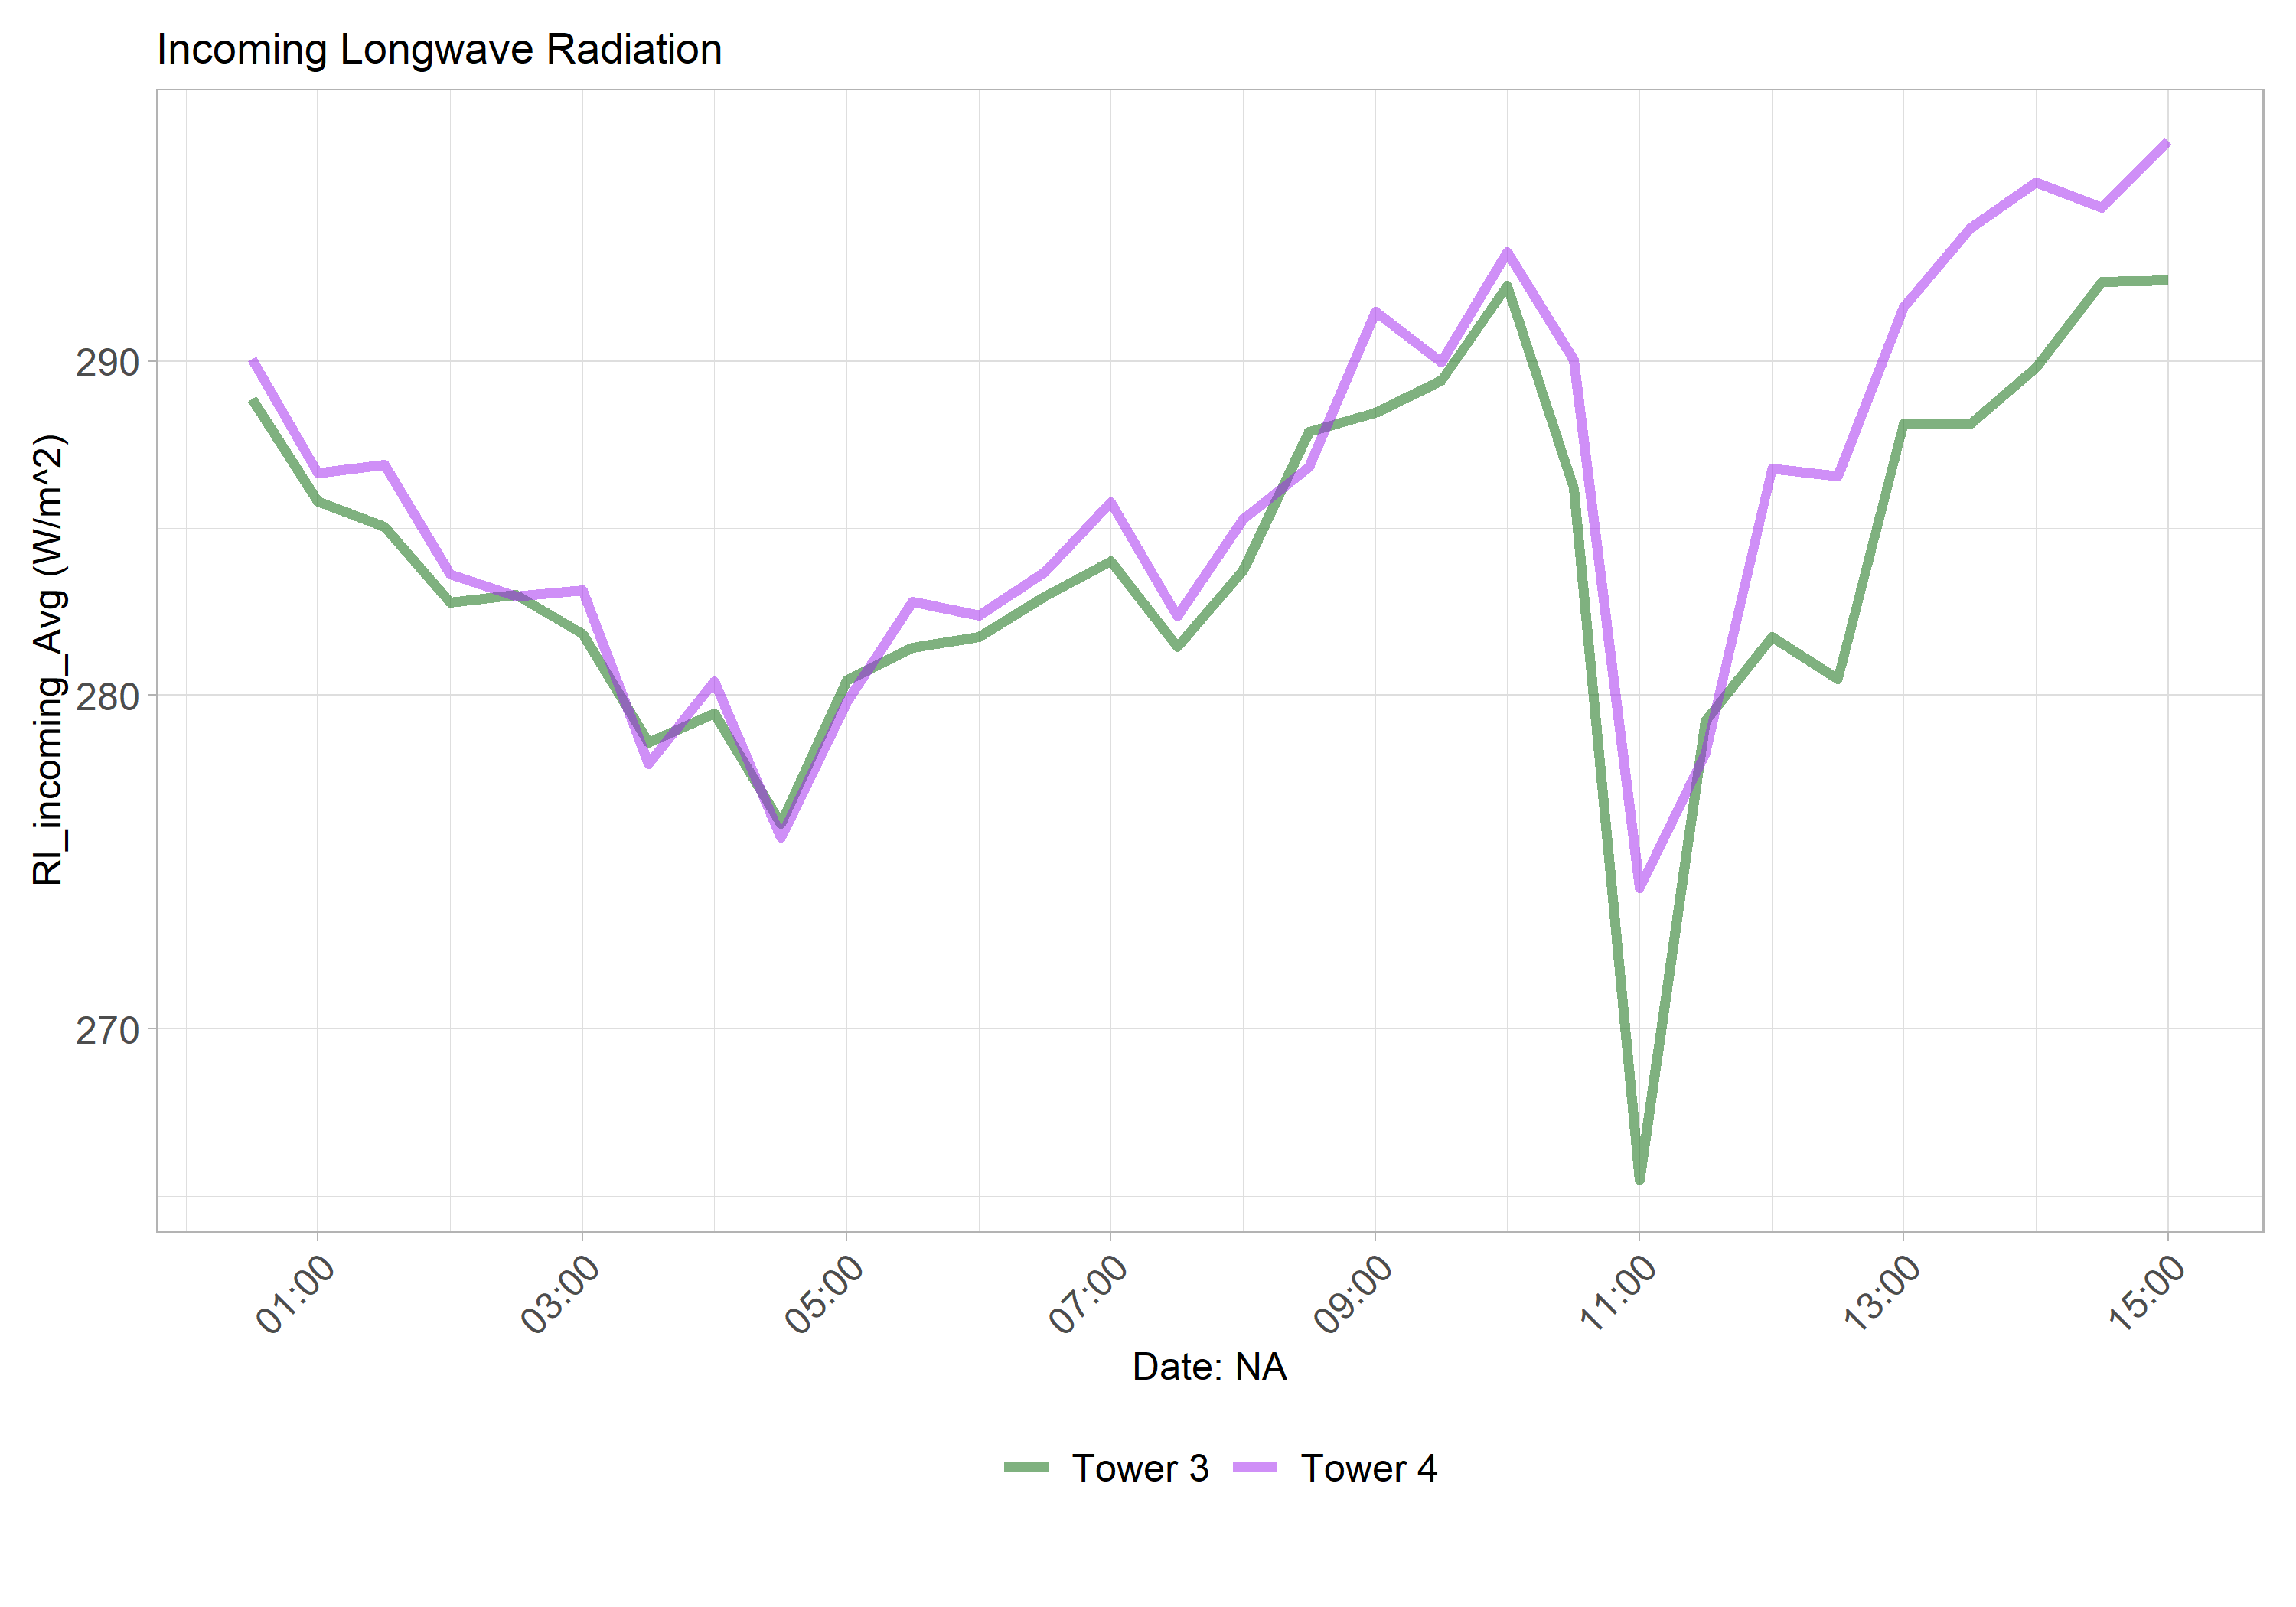 Incoming Longwave Radiation
Rl_incoming_Avg (W/m^2)
290
280
270
01:00
03:00
05:00
07:00
09:00
11:00
13:00
15:00
Date: NA
Tower 3
Tower 4